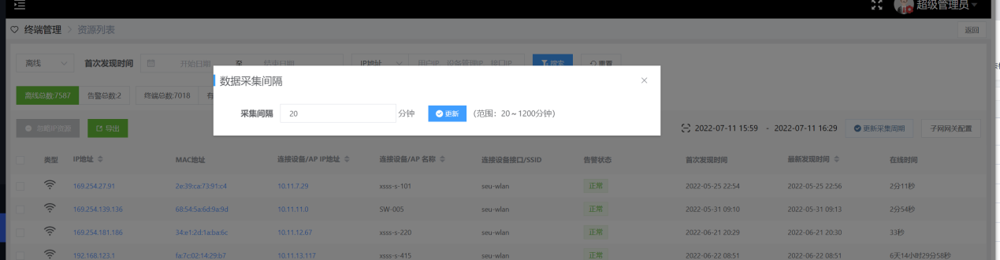 超级管理员
终端管理 > 资源列表 返回
离线 首次发现时间 开始日期 至 结束日期 IP地址 用户IP、设备管理IP、接口IP 搜索 重置
数据采集间隔
离线总数:7587 告警总数:2 终端总数:7018 有
采集间隔 20 分钟 更新 (范围：20~1200分钟)
忽略IP资源 导出 2022-07-11 15:59 - 2022-07-11 16:29 更新采集周期 子网网关配置
类型 IP地址 MAC地址 连接设备/AP IP地址 连接设备/AP 名称 连接设备接口/SSID 告警状态 首次发现时间 最新发现时间 在线时间
169.254.27.91 2e:39:ca:73:91:c4 10.11.7.29 xsss-s-101 seu-wlan 正常 2022-05-25 22:54 2022-05-25 22:56 2分11秒
169.254.139.136 68:54:5a:6d:9a:9d 10.11.11.0 SW-005 seu-wlan 正常 2022-05-31 09:10 2022-05-31 09:13 2分54秒
169.254.181.186 34:e1:2d:1a:ba:6c 10.11.12.67 xsss-s-220 seu-wlan 正常 2022-06-21 20:29 2022-06-21 20:30 33秒
192.168.123.1 fa:7c:02:14:29:b7 10.11.13.117 xsss-s-415 seu-wlan 正常 2022-06-22 08:51 2022-06-22 08:51 6天14小时29分58秒